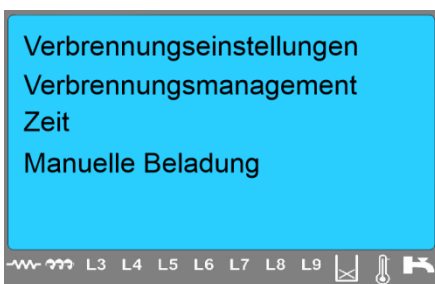 Verbrennungseinstellungen
Verbrennungsmanagement
Zeit
Manuelle Beladung
L3 L4 L5 L6 L7 L8 L9